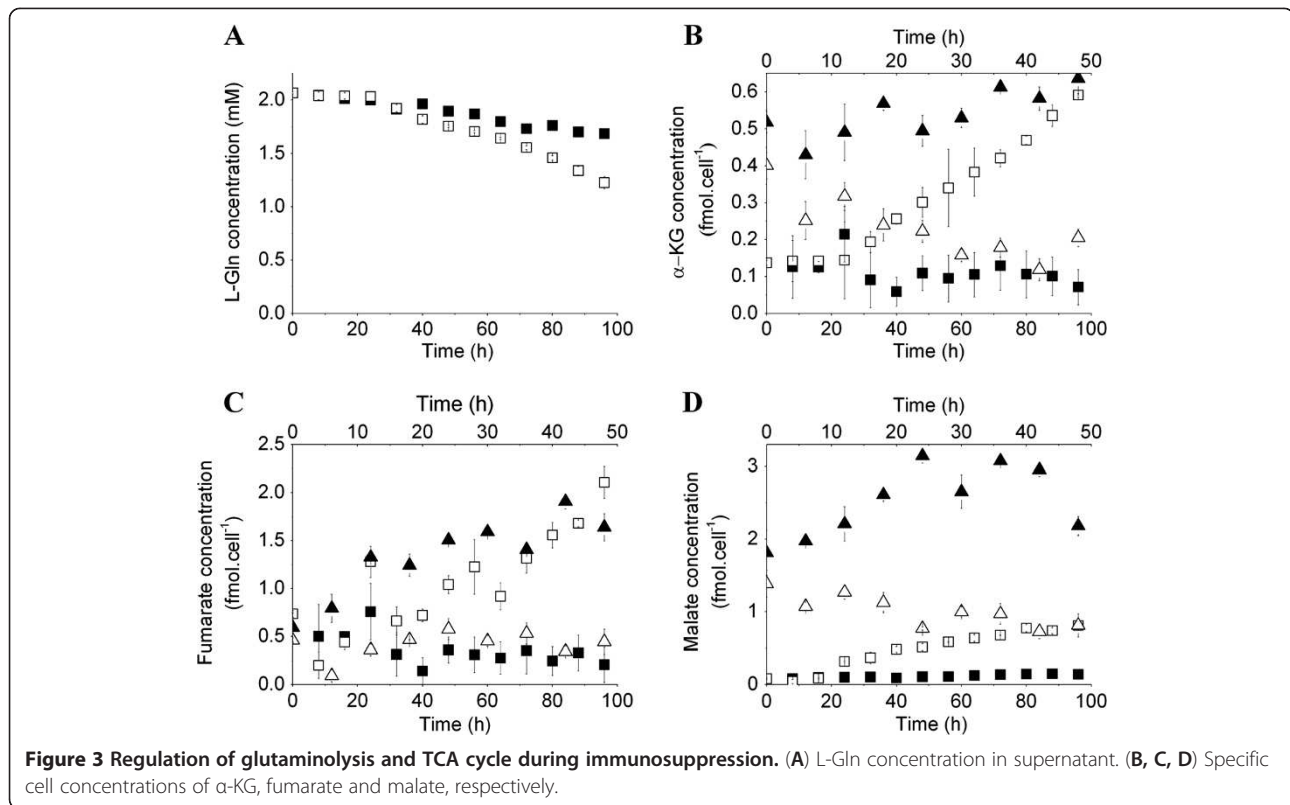 A
L-Gln concentration (mM)
2.0
1.5
1.0
0.5
0.0
0 20 40 60 80 100
Time (h)
B
Time (h)
0 10 20 30 40 50
α−KG concentration
(fmol.cell-1)
0.6
0.5
0.4
0.3
0.2
0.1
0.0
0 20 40 60 80 100
Time (h)
C
Time (h)
0 10 20 30 40 50
Fumarate concentration
(fmol.cell-1)
2.5
2.0
1.5
1.0
0.5
0.0
0 20 40 60 80 100
Time (h)
D
Time (h)
0 10 20 30 40 50
Malate concentration
(fmol.cell-1)
3
2
1
0
0 20 40 60 80 100
Time (h)
Figure 3 Regulation of glutaminolysis and TCA cycle during immunosuppression. (A) L-Gln concentration in supernatant. (B, C, D) Specific
cell concentrations of α-KG, fumarate and malate, respectively.